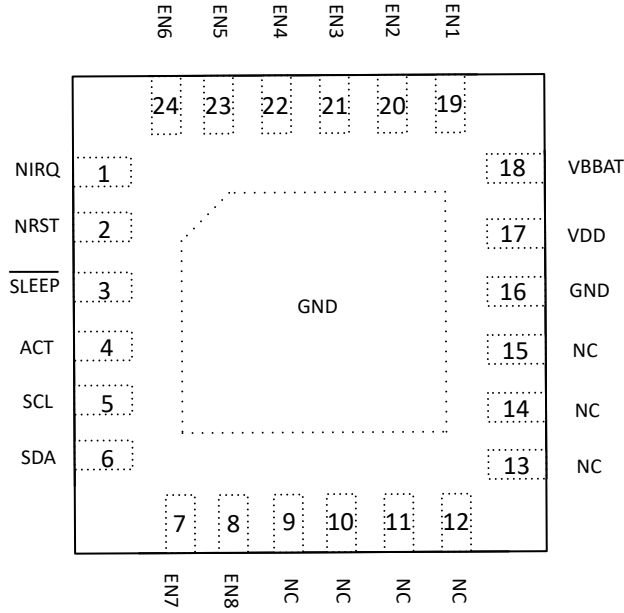 EN6 EN5 EN4 EN3 EN2 EN1
24 23 22 21 20 19
NIRQ 1 18 VBBAT
NRST 2 17 VDD
SLEEP 3 16 GND
GND
ACT 4 15 NC
SCL 5 14 NC
SDA 6 13 NC
7 8 9 10 11 12
EN7 EN8 NC NC NC NC